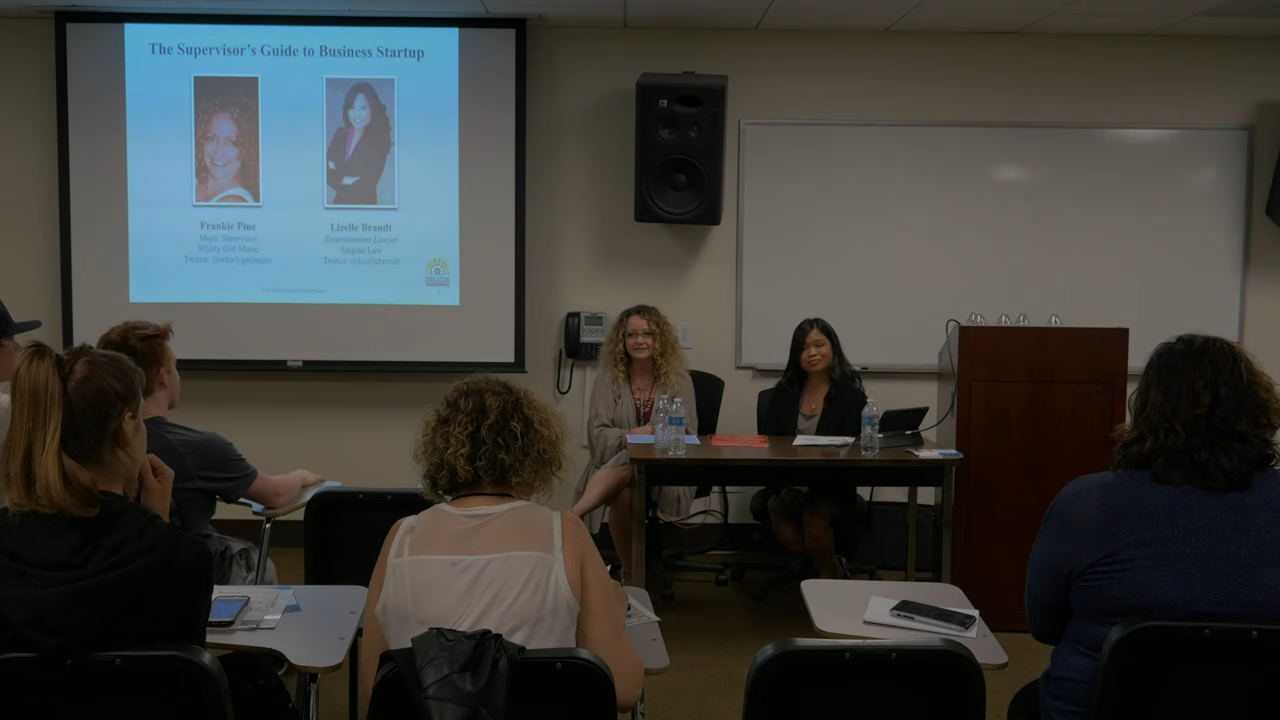 The Supervisor's Guide to Business Startup
Frankie Pine
Music Supervisor
Whirly Girl Music
Twitter: @whirlygirlmusic
Lizelle Brandt
Entertainment Lawyer
Law
Twitter: @lizellebrandt